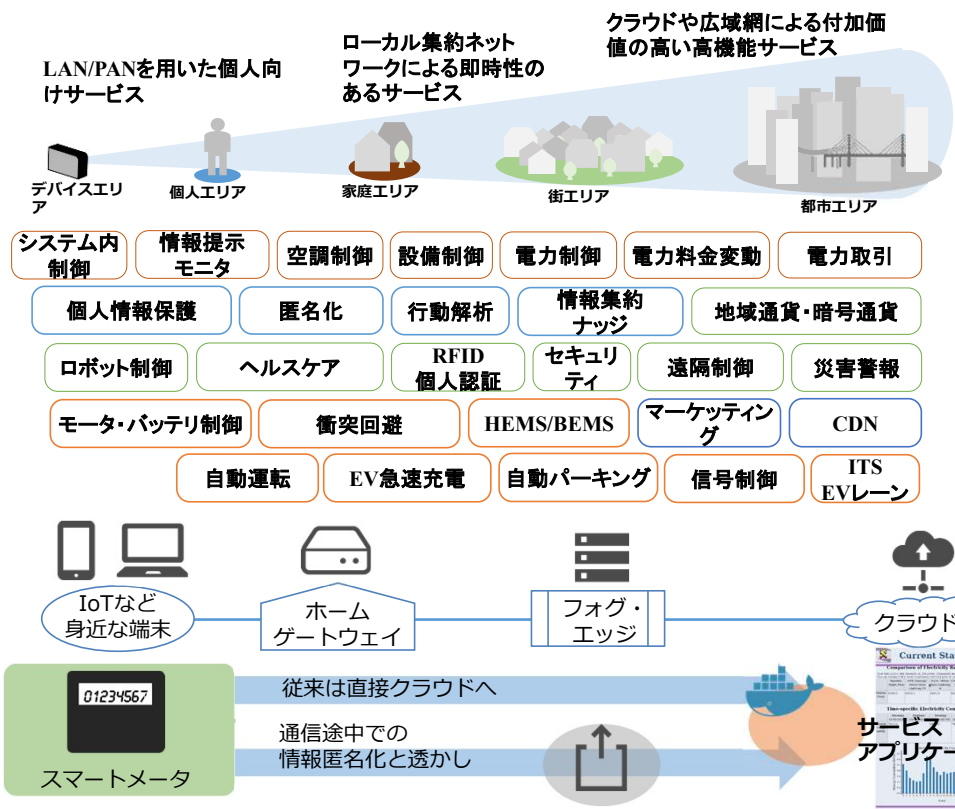 クラウドや広域網による付加価
値の高い高機能サービス
ローカル集約ネット
ワークによる即時性の
あるサービス
LAN/PANを用いた個人向
けサービス
デバイスエリ
ア
個人エリア
家庭エリア
街エリア
都市エリア
システム内
制御
情報提示
モニタ
空調制御
設備制御
電力制御
電力料金変動
電力取引
個人情報保護
匿名化
行動解析
情報集約
ナッジ
地域通貨・暗号通貨
ロボット制御
ヘルスケア
RFID
個人認証
セキュリ
ティ
遠隔制御
災害警報
モータ・バッテリ制御
衝突回避
HEMS/BEMS
マーケッティン
グ
CDN
自動運転
EV急速充電
自動パーキング
信号制御
ITS
EVレーン
IoTなど
身近な端末
ホーム
ゲートウェイ
フォグ・
エッジ
クラウド
01234567
スマートメータ
従来は直接クラウドへ
通信途中での
情報匿名化と透かし
Current Sta
Comparison of Electricity
Time-specific Electricity
サービス
アプリケー